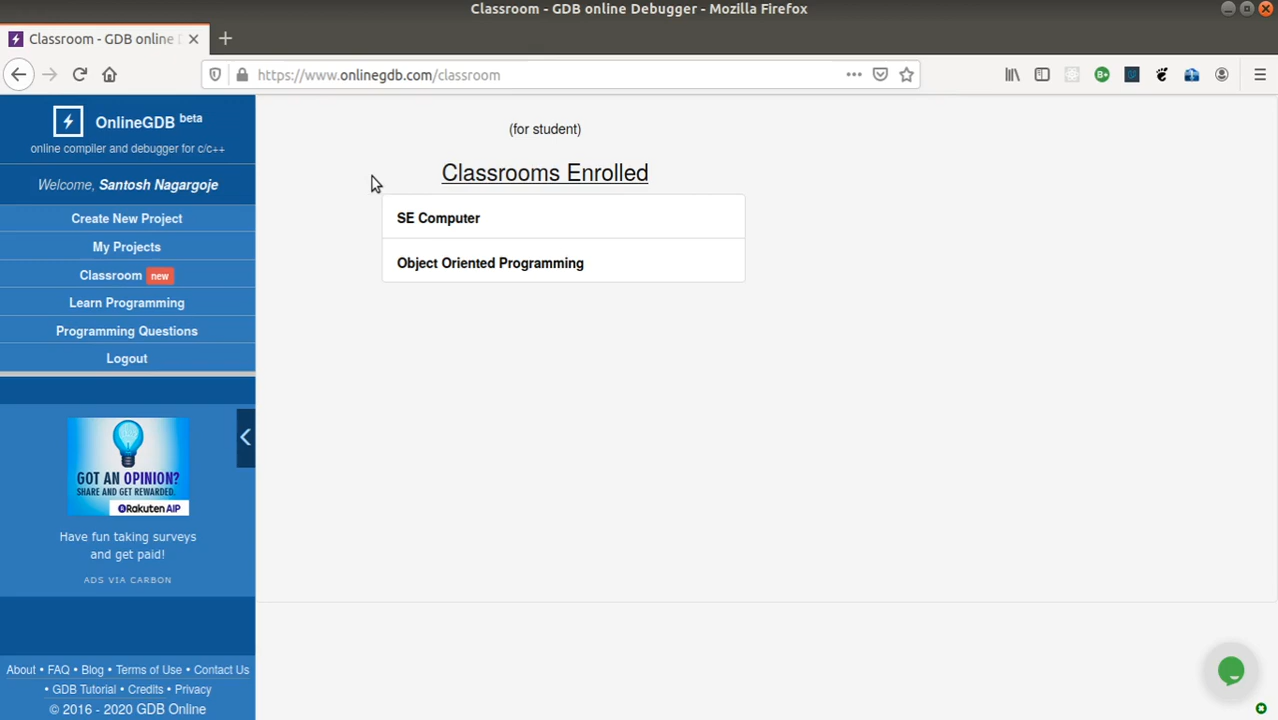 Classroom - GDB online Debugger - Mozilla Firefox
Classroom - GDB online
https://www.onlinegdb.com/classroom
OnlineGDB beta
online compiler and debugger for c/c++
Welcome, Santosh Nagargoje
Create New Project
My Projects
Classroom new
Learn Programming
Programming Questions
Logout
GOT AN OPINION?
SHARE AND GET REWARDED.
Rakuten AIP
Have fun taking surveys
and get paid!
ADS VIA CARBON
About • FAQ • Blog • Terms of Use • Contact Us
• GDB Tutorial • Credits • Privacy
© 2016 - 2020 GDB Online
(for student)
Classrooms Enrolled
SE Computer
Object Oriented Programming